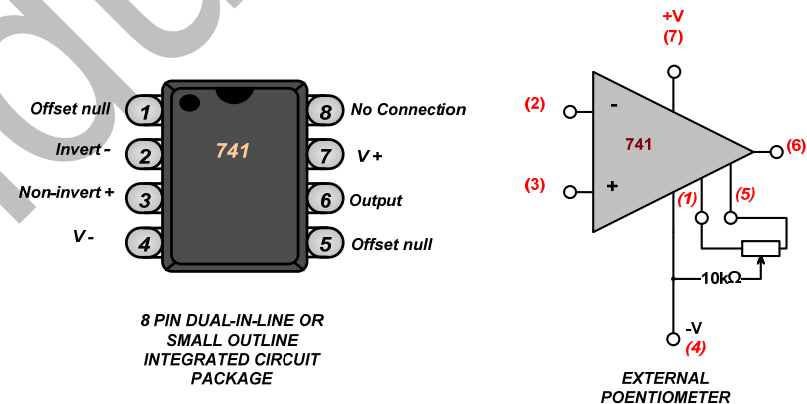 Offset null 1
Invert - 2
Non-invert + 3
V - 4
741
8 No Connection
7 V +
6 Output
5 Offset null
8 PIN DUAL-IN-LINE OR
SMALL OUTLINE
INTEGRATED CIRCUIT
PACKAGE
+V
(7)
(2)
-
741
(6)
(3)
+
(1)
(5)
10kΩ
-V
(4)
EXTERNAL
POENTIOMETER